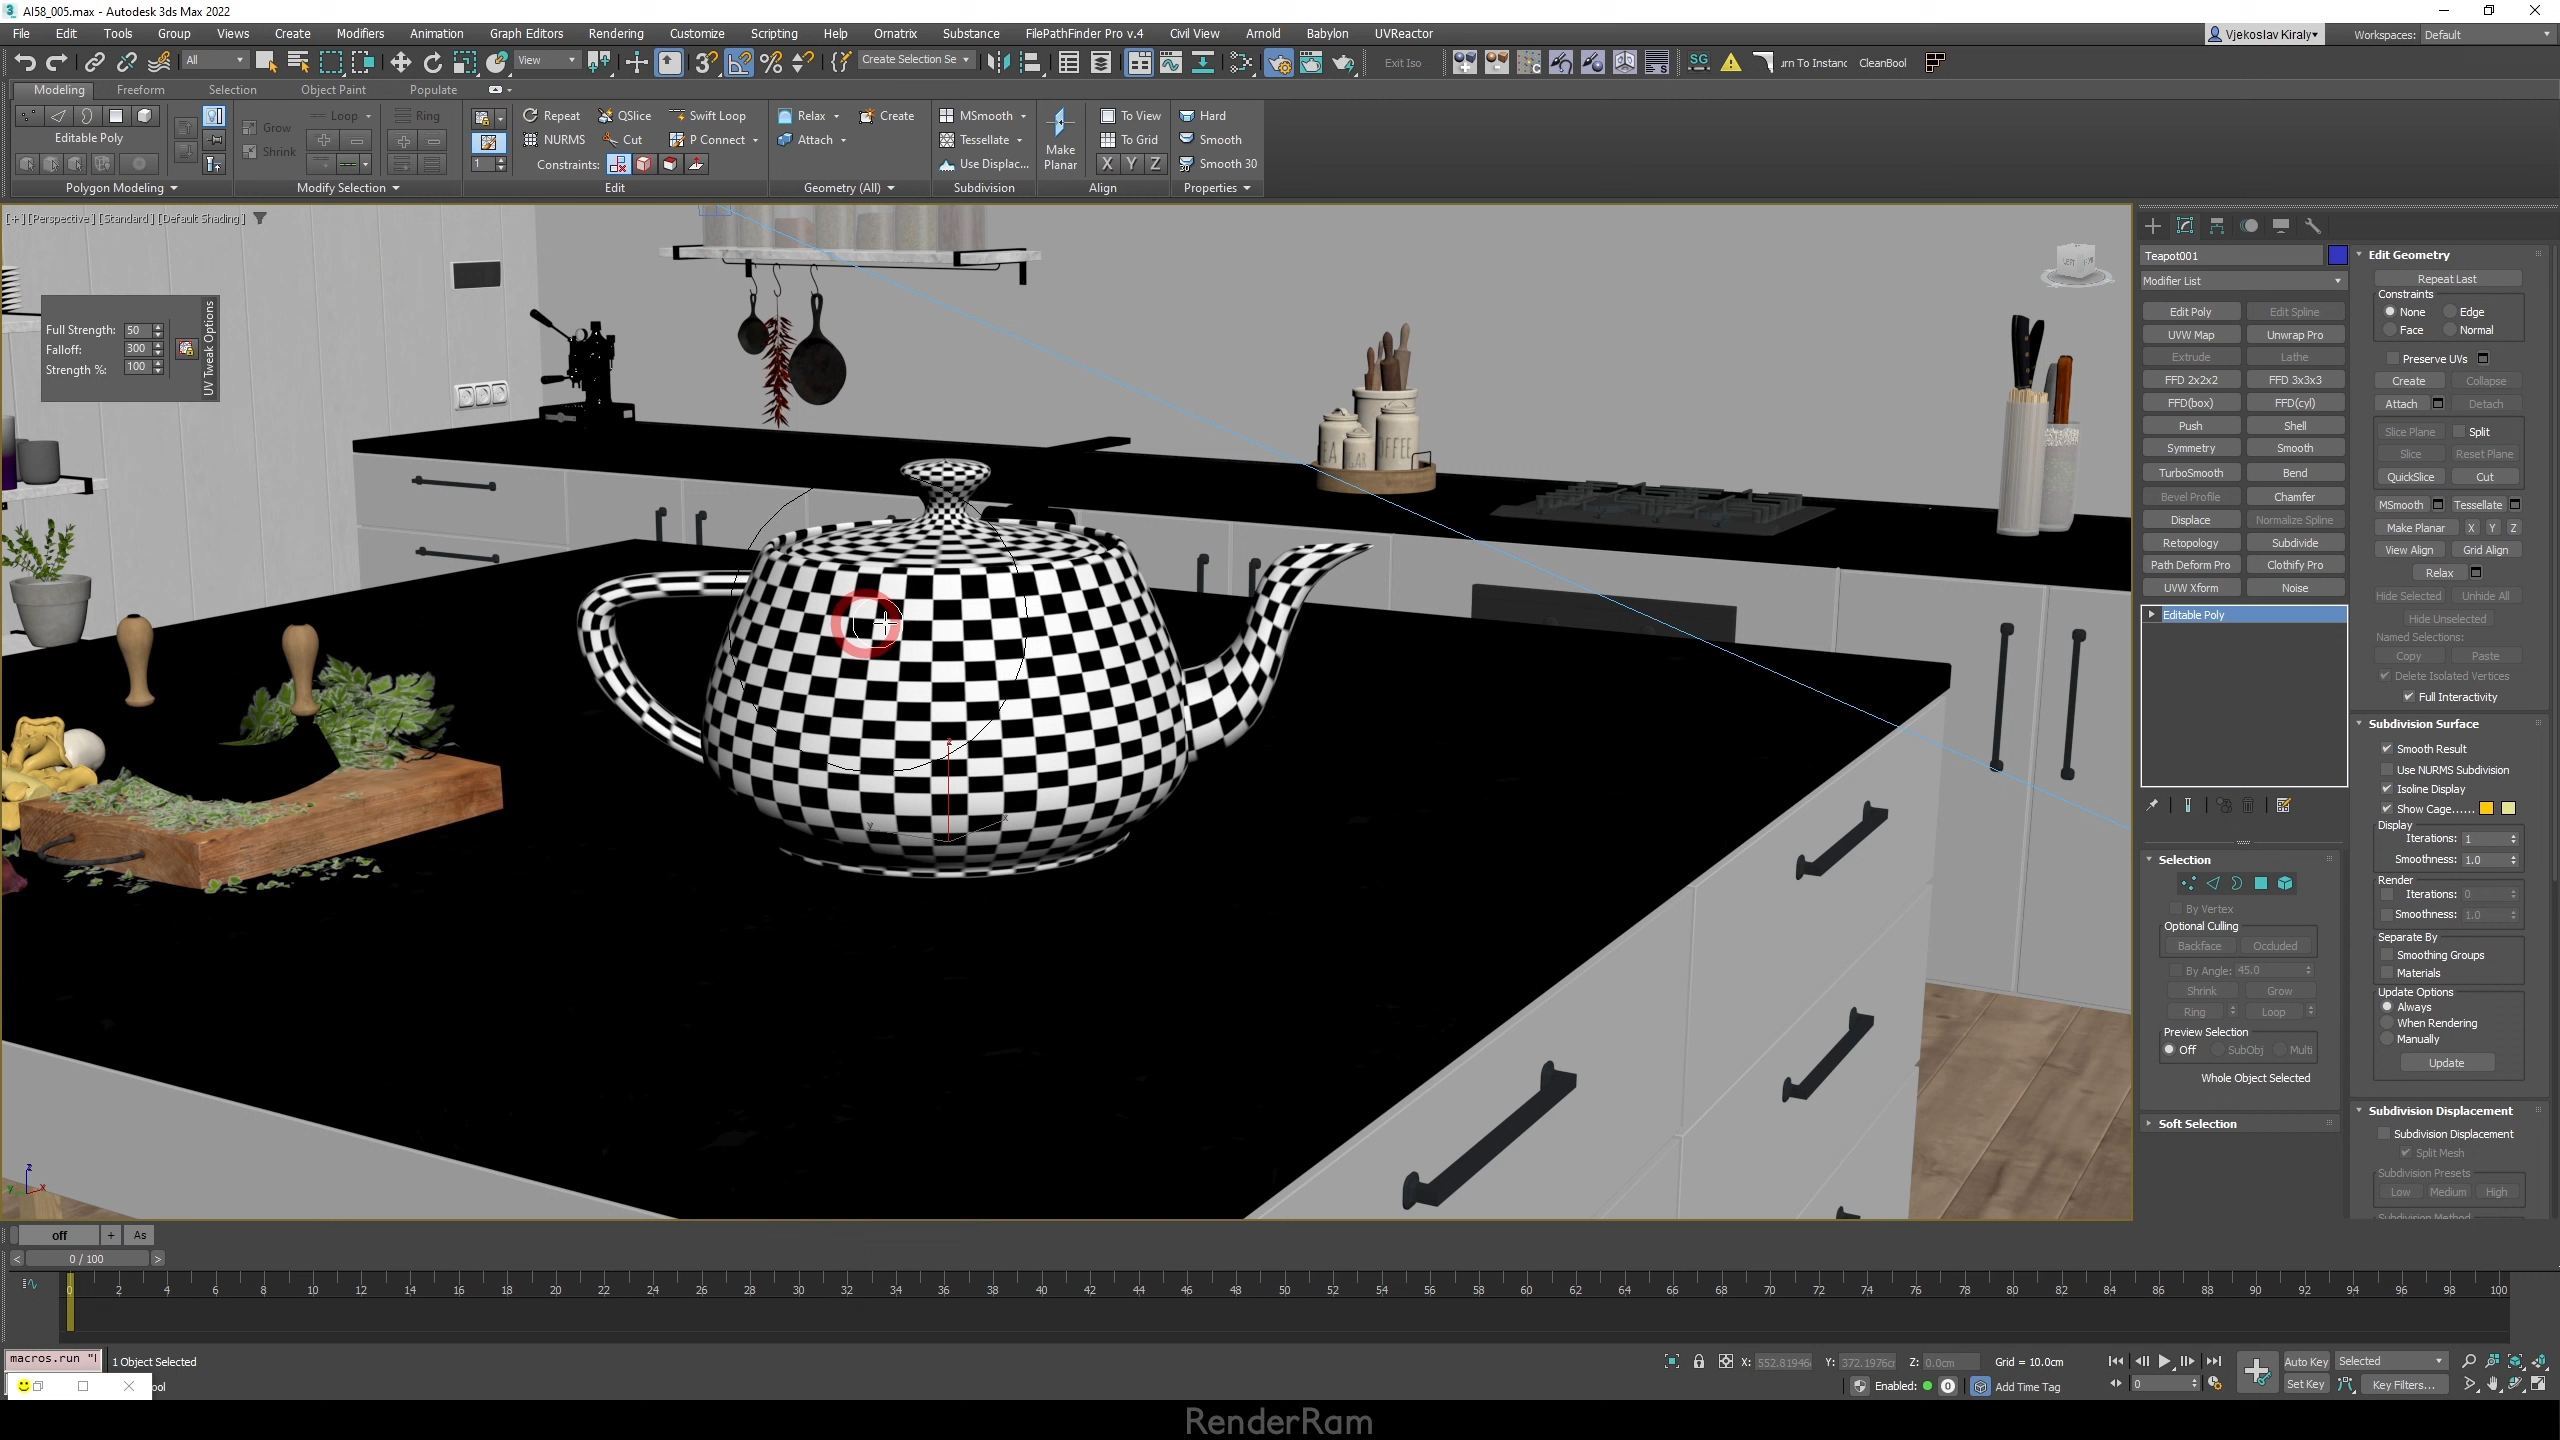 AI58_005.max - Autodesk 3ds Max 2022
File Edit Tools Group Views Create Modifiers Animation Graph Editors Rendering Customize Scripting Help Ornatrix Substance FilePathFinder Pro v.4 Civil View Arnold Babylon UVReactor Vjekoslav Kiraly Workspaces: Default
All View Create Selection Se Exit Iso SG urn To Instanc CleanBool
Modeling Freeform Selection Object Paint Populate
Loop Ring Repeat QSlice Swift Loop Relax Create MSmooth To View Hard
Editable Poly Grow NURMS Cut P Connect Attach Tessellate Make Planar To Grid Smooth
Shrink 1 Constraints: Use Displac... X Y Z Smooth 30
Polygon Modeling Modify Selection Edit Geometry (All) Subdivision Align Properties
[+] [Perspective] [Standard] [Default Shading]
Full Strength: 50
Falloff: 300
Strength %: 100
UV Tweak Options
COFFEE
Teapot001
Modifier List
Edit Poly Edit Spline
UVW Map Unwrap Pro
Extrude Lathe
FFD 2x2x2 FFD 3x3x3
FFD(box) FFD(cyl)
Push Shell
Symmetry Smooth
TurboSmooth Bend
Bevel Profile Chamfer
Displace Normalize Spline
Retopology Subdivide
Path Deform Pro Clothify Pro
UVW Xform Noise
Editable Poly
Selection
By Vertex
Optional Culling
Backface Occluded
By Angle: 45.0
Shrink Grow
Ring Loop
Preview Selection
Off SubObj Multi
Whole Object Selected
Soft Selection
Edit Geometry
Repeat Last
Constraints
None Edge
Face Normal
Preserve UVs
Create Collapse
Attach Detach
Slice Plane Split
Slice Reset Plane
QuickSlice Cut
MSmooth Tessellate
Make Planar X Y Z
View Align Grid Align
Relax
Hide Selected Unhide All
Hide Unselected
Named Selections:
Copy Paste
Delete Isolated Vertices
Full Interactivity
Subdivision Surface
Smooth Result
Use NURMS Subdivision
Isoline Display
Show Cage......
Display
Iterations: 1
Smoothness: 1.0
Render
Iterations: 0
Smoothness: 1.0
Separate By
Smoothing Groups
Materials
Update Options
Always
When Rendering
Manually
Update
Subdivision Displacement
Subdivision Displacement
Split Mesh
Subdivision Presets
Low Medium High
Subdivision Method
off + As
< 0 / 100 >
0 2 4 6 8 10 12 14 16 18 20 22 24 26 28 30 32 34 36 38 40 42 44 46 48 50 52 54 56 58 60 62 64 66 68 70 72 74 76 78 80 82 84 86 88 90 92 94 96 98 100
macros.run " 1 Object Selected X: 552.81946 Y: 372.1976cr Z: 0.0cm Grid = 10.0cm Auto Key Selected
ool Enabled: 0 Add Time Tag 0 Set Key Key Filters...
RenderRam